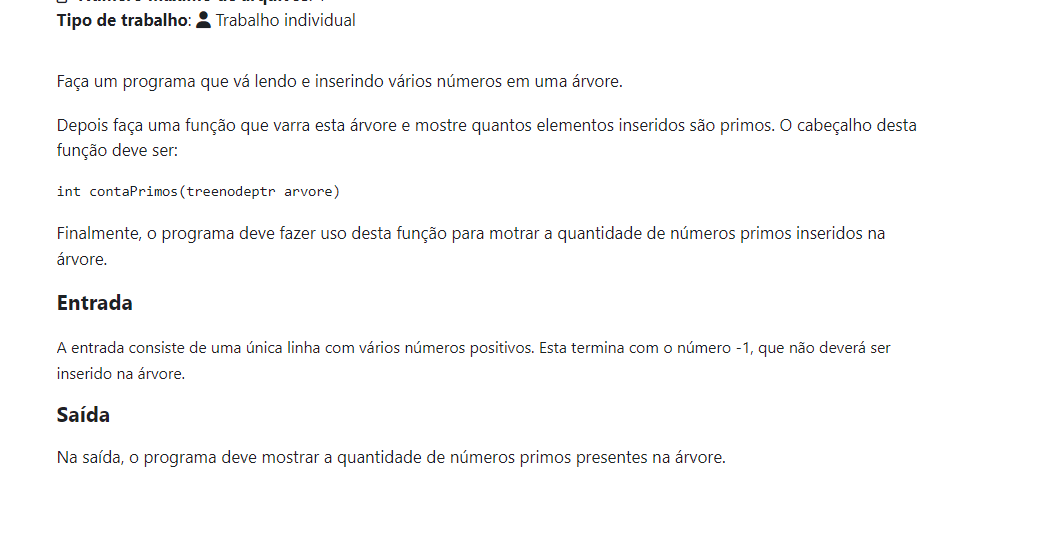 Tipo de trabalho: Trabalho individual
Faça um programa que vá lendo e inserindo vários números em uma árvore.
Depois faça uma função que varra esta árvore e mostre quantos elementos inseridos são primos. O cabeçalho desta
função deve ser:
int contaPrimos(treenodeptr arvore)
Finalmente, o programa deve fazer uso desta função para motrar a quantidade de números primos inseridos na
árvore.
Entrada
A entrada consiste de uma única linha com vários números positivos. Esta termina com o número -1, que não deverá ser
inserido na árvore.
Saída
Na saída, o programa deve mostrar a quantidade de números primos presentes na árvore.